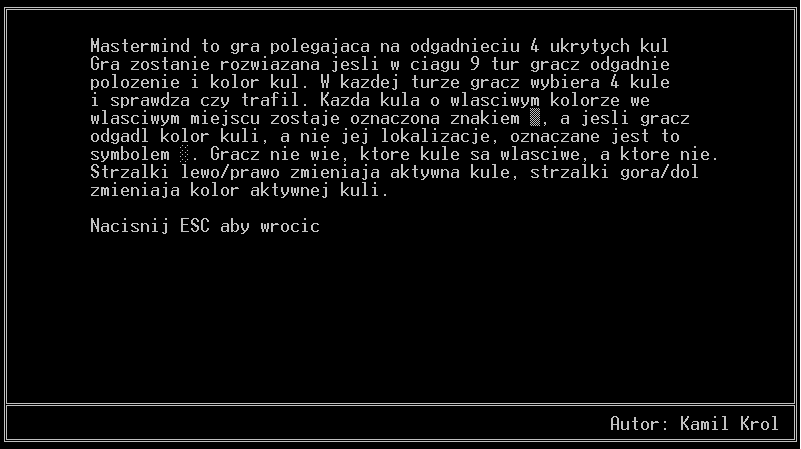 Mastermind to gra polegajaca na odgadnieciu 4 ukrytych kul
Gra zostanie rozwiazana jesli w ciagu 9 tur gracz odgadnie
polozenie i kolor kul. W kazdej turze gracz wybiera 4 kule
i sprawdza czy trafil. Kazda kula o wlasciwym kolorze we
wlasciwym miejscu zostaje oznaczona znakiem ▒, a jesli gracz
odgadl kolor kuli, a nie jej lokalizacje, oznaczane jest to
symbolem ░. Gracz nie wie, ktore kule sa wlasciwe, a ktore nie.
Strzalki lewo/prawo zmieniaja aktywna kule, strzalki gora/dol
zmieniaja kolor aktywnej kuli.
Nacisnij ESC aby wrocic
Autor: Kamil Krol